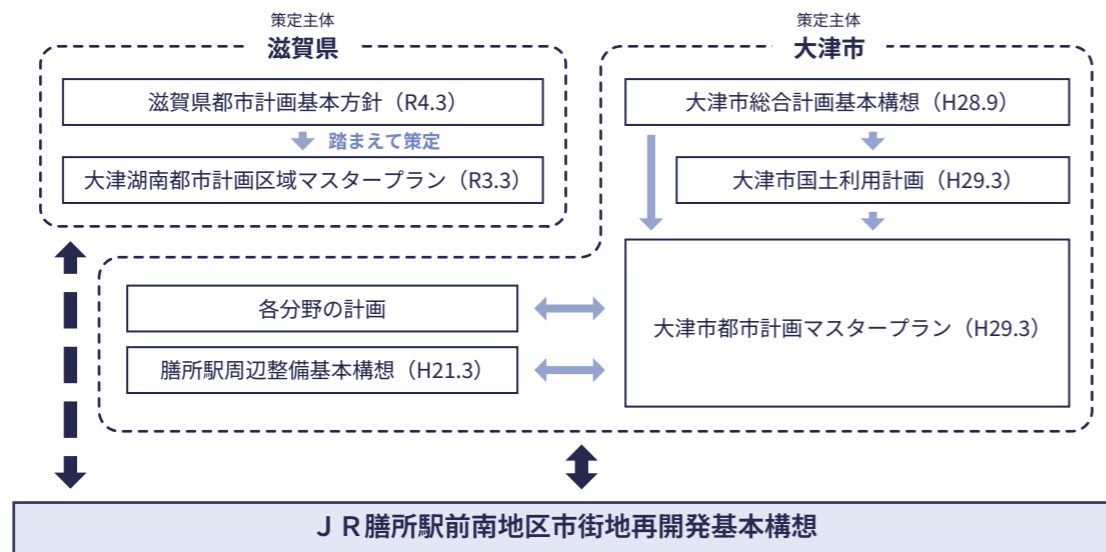 策定主体
滋賀県
滋賀県都市計画基本方針（R4.3）
踏まえて策定
大津湖南都市計画区域マスタープラン（R3.3）
策定主体
大津市
大津市総合計画基本構想（H28.9）
大津市国土利用計画（H29.3）
大津市都市計画マスタープラン（H29.3）
各分野の計画
膳所駅周辺整備基本構想（H21.3）
ＪＲ膳所駅前南地区市街地再開発基本構想